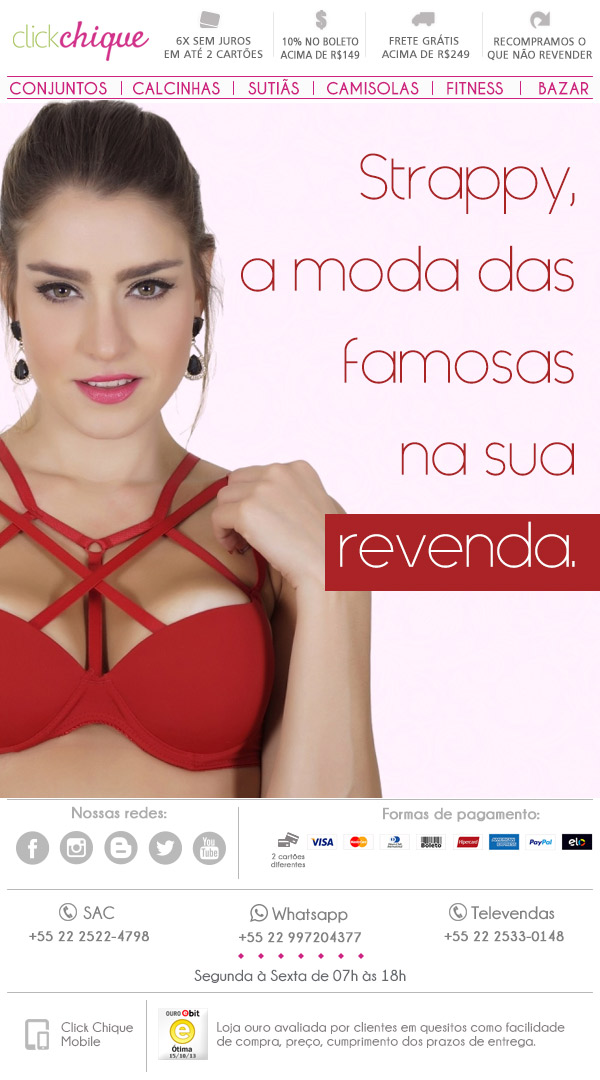 clickchique
6X SEM JUROS
EM ATÉ 2 CARTÕES
10% NO BOLETO
ACIMA DE R$149
FRETE GRÁTIS
ACIMA DE R$249
RECOMPRAMOS O
QUE NÃO REVENDER
CONJUNTOS | CALCINHAS | SUTIÃS | CAMISOLAS | FITNESS | BAZAR
Strappy,
a moda das
famosas
na sua
revenda.
Nossas redes:
You
Tube
Formas de pagamento:
2 cartões
diferentes
VISA
MasterCard
Boleto
Hipercard
AMERICAN EXPRESS
PayPal
elo
SAC
+55 22 2522-4798
Whatsapp
+55 22 997204377
Televendas
+55 22 2533-0148
Segunda à Sexta de 07h às 18h
Click Chique
Mobile
OURO ebit
Ótima
15/10/13
Loja ouro avaliada por clientes em quesitos como facilidade
de compra, preço, cumprimento dos prazos de entrega.